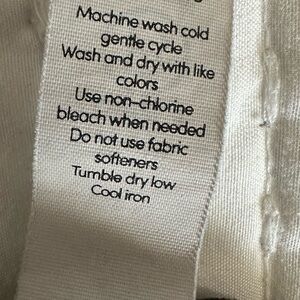 Machine wash cold
gentle cycle
Wash and dry with like
colors
Use non-chlorine
bleach when needed
Do not use fabric
softeners
Tumble dry low
Cool iron